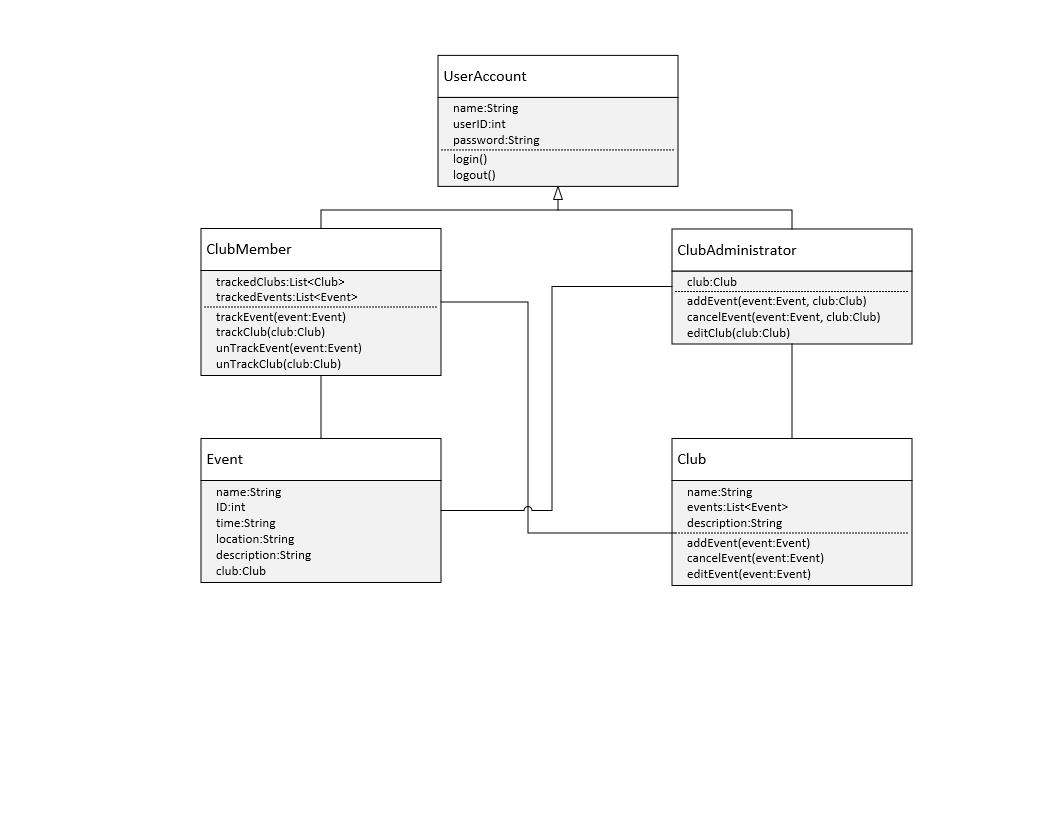 UserAccount
name:String
userID:int
password:String
login()
logout()
ClubMember
trackedClubs:List<Club>
trackedEvents:List<Event>
trackEvent(event:Event)
trackClub(club:Club)
unTrackEvent(event:Event)
unTrackClub(club:Club)
ClubAdministrator
club:Club
addEvent(event:Event, club:Club)
cancelEvent(event:Event, club:Club)
editClub(club:Club)
Event
name:String
ID:int
time:String
location:String
description:String
club:Club
Club
name:String
events:List<Event>
description:String
addEvent(event:Event)
cancelEvent(event:Event)
editEvent(event:Event)